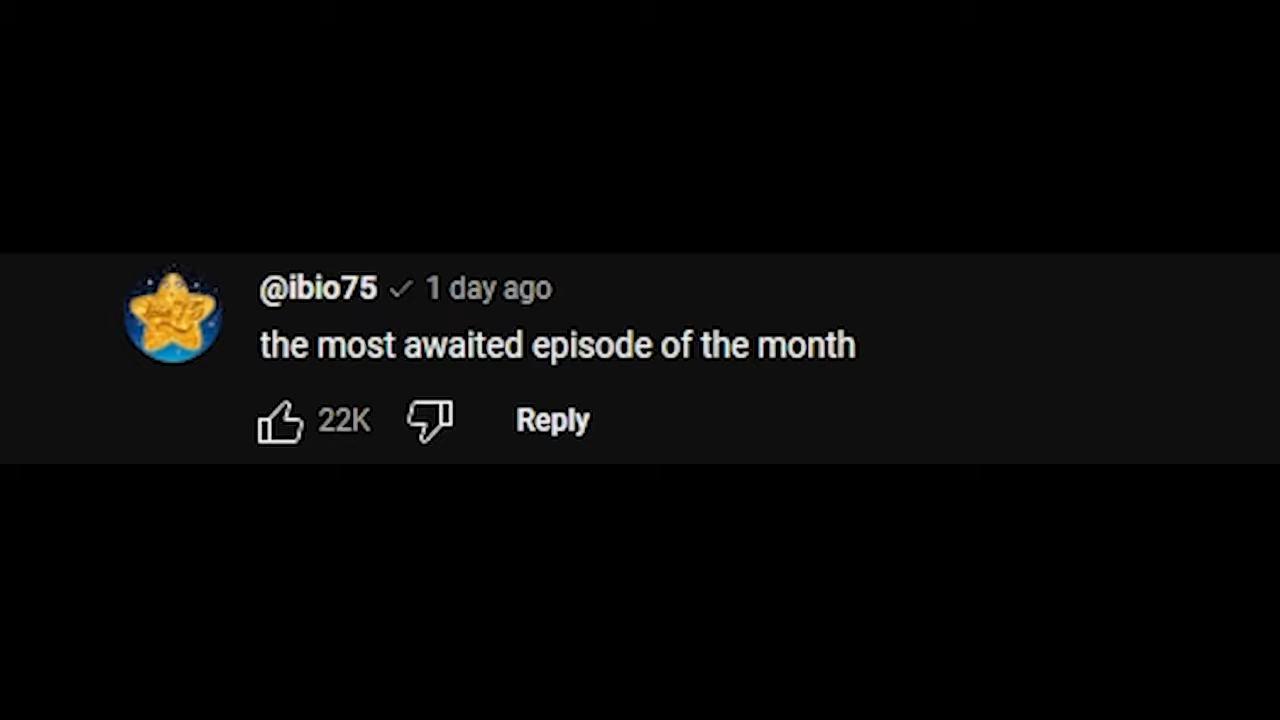 @ibio75 1 day ago
the most awaited episode of the month
22K Reply